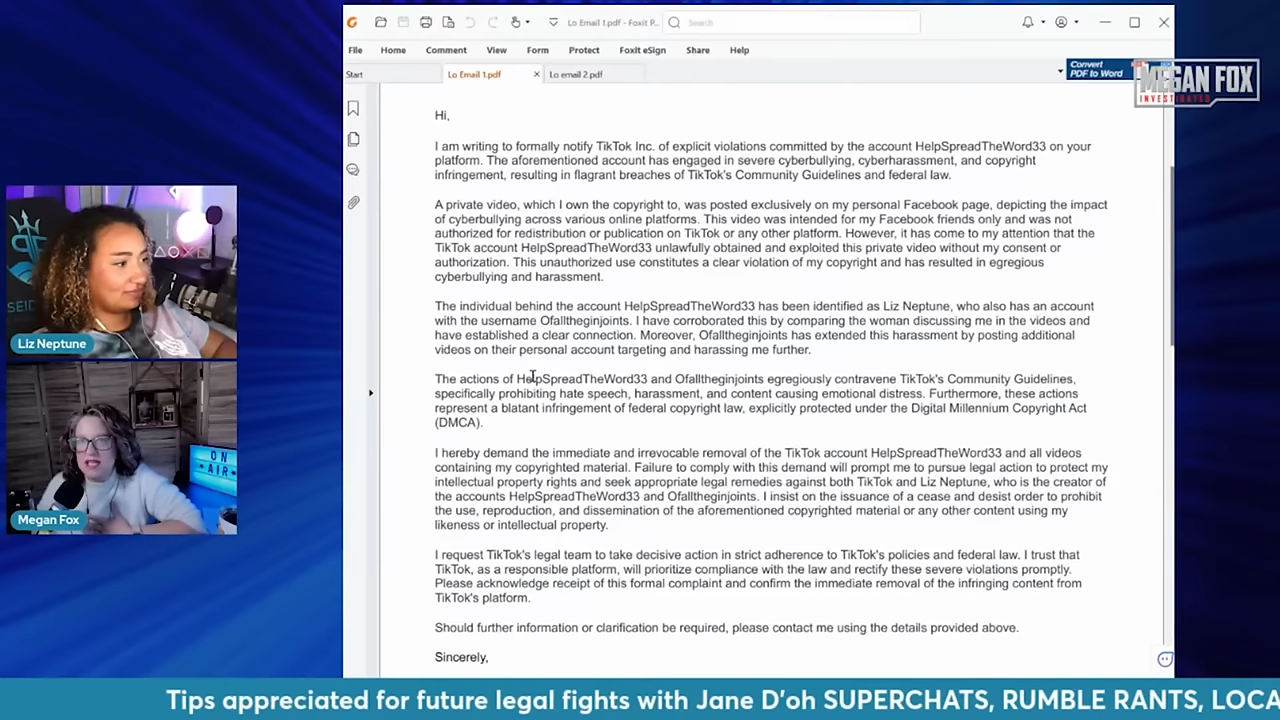 Lo Email 1.pdf - Foxit P...
Search
File Home Comment View Form Protect Foxit eSign Share Help
Start
Lo Email 1.pdf
Lo email 2.pdf
Convert
PDF to Word
MEGAN FOX
INVESTIGATES
Hi,
I am writing to formally notify TikTok Inc. of explicit violations committed by the account HelpSpreadTheWord33 on your
platform. The aforementioned account has engaged in severe cyberbullying, cyberharassment, and copyright
infringement, resulting in flagrant breaches of TikTok's Community Guidelines and federal law.
A private video, which I own the copyright to, was posted exclusively on my personal Facebook page, depicting the impact
of cyberbullying across various online platforms. This video was intended for my Facebook friends only and was not
authorized for redistribution or publication on TikTok or any other platform. However, it has come to my attention that the
TikTok account HelpSpreadTheWord33 unlawfully obtained and exploited this private video without my consent or
authorization. This unauthorized use constitutes a clear violation of my copyright and has resulted in egregious
cyberbullying and harassment.
The individual behind the account HelpSpreadTheWord33 has been identified as Liz Neptune, who also has an account
with the username Ofalltheginjoints. I have corroborated this by comparing the woman discussing me in the videos and
have established a clear connection. Moreover, Ofalltheginjoints has extended this harassment by posting additional
videos on their personal account targeting and harassing me further.
The actions of HelpSpreadTheWord33 and Ofalltheginjoints egregiously contravene TikTok's Community Guidelines,
specifically prohibiting hate speech, harassment, and content causing emotional distress. Furthermore, these actions
represent a blatant infringement of federal copyright law, explicitly protected under the Digital Millennium Copyright Act
(DMCA).
I hereby demand the immediate and irrevocable removal of the TikTok account HelpSpreadTheWord33 and all videos
containing my copyrighted material. Failure to comply with this demand will prompt me to pursue legal action to protect my
intellectual property rights and seek appropriate legal remedies against both TikTok and Liz Neptune, who is the creator of
the accounts HelpSpreadTheWord33 and Ofalltheginjoints. I insist on the issuance of a cease and desist order to prohibit
the use, reproduction, and dissemination of the aforementioned copyrighted material or any other content using my
likeness or intellectual property.
I request TikTok's legal team to take decisive action in strict adherence to TikTok's policies and federal law. I trust that
TikTok, as a responsible platform, will prioritize compliance with the law and rectify these severe violations promptly.
Please acknowledge receipt of this formal complaint and confirm the immediate removal of the infringing content from
TikTok's platform.
Should further information or clarification be required, please contact me using the details provided above.
Sincerely,
SEID
Liz Neptune
ON
AIR
Megan Fox
Tips appreciated for future legal fights with Jane D'oh SUPERCHATS, RUMBLE RANTS, LOCA